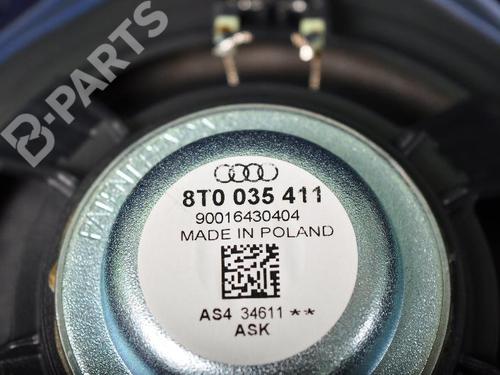 B-PARTS
8T0 035 411
90016430404
MADE IN POLAND
AS4 34611 **
ASK